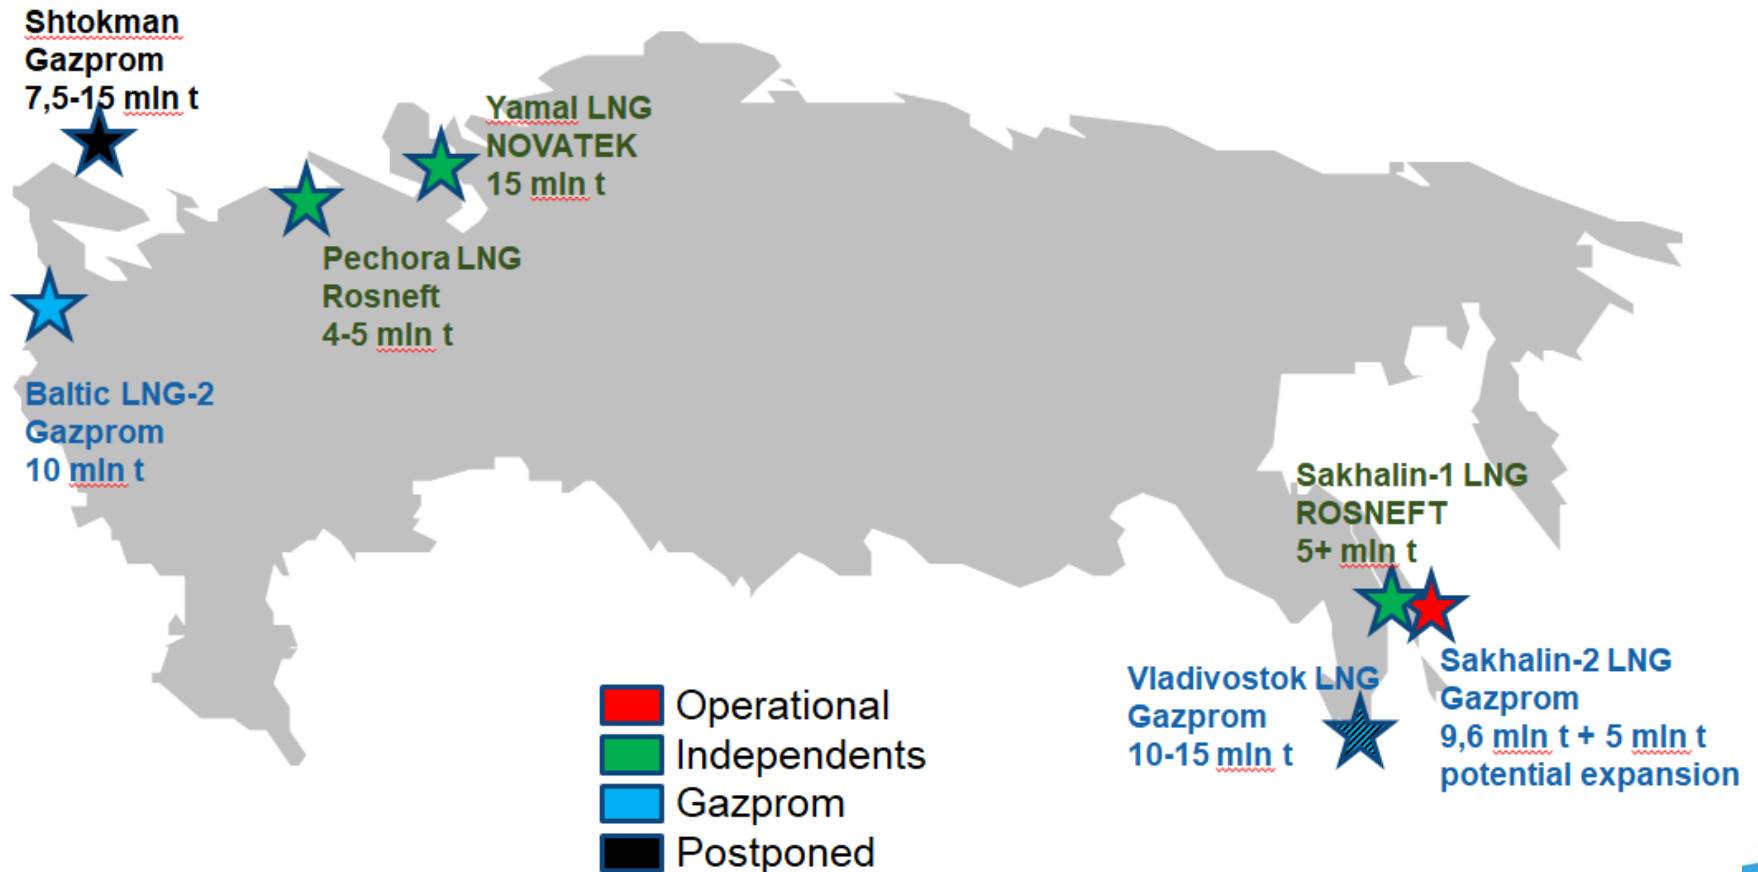 Shtokman
Gazprom
7,5-15 mln t
Yamal LNG
NOVATEK
15 mln t
Pechora LNG
Rosneft
4-5 mln t
Baltic LNG-2
Gazprom
10 mln t
Sakhalin-1 LNG
ROSNEFT
5+ mln t
Vladivostok LNG
Gazprom
10-15 mln t
Sakhalin-2 LNG
Gazprom
9,6 mln t + 5 mln t
potential expansion
Operational
Independents
Gazprom
Postponed